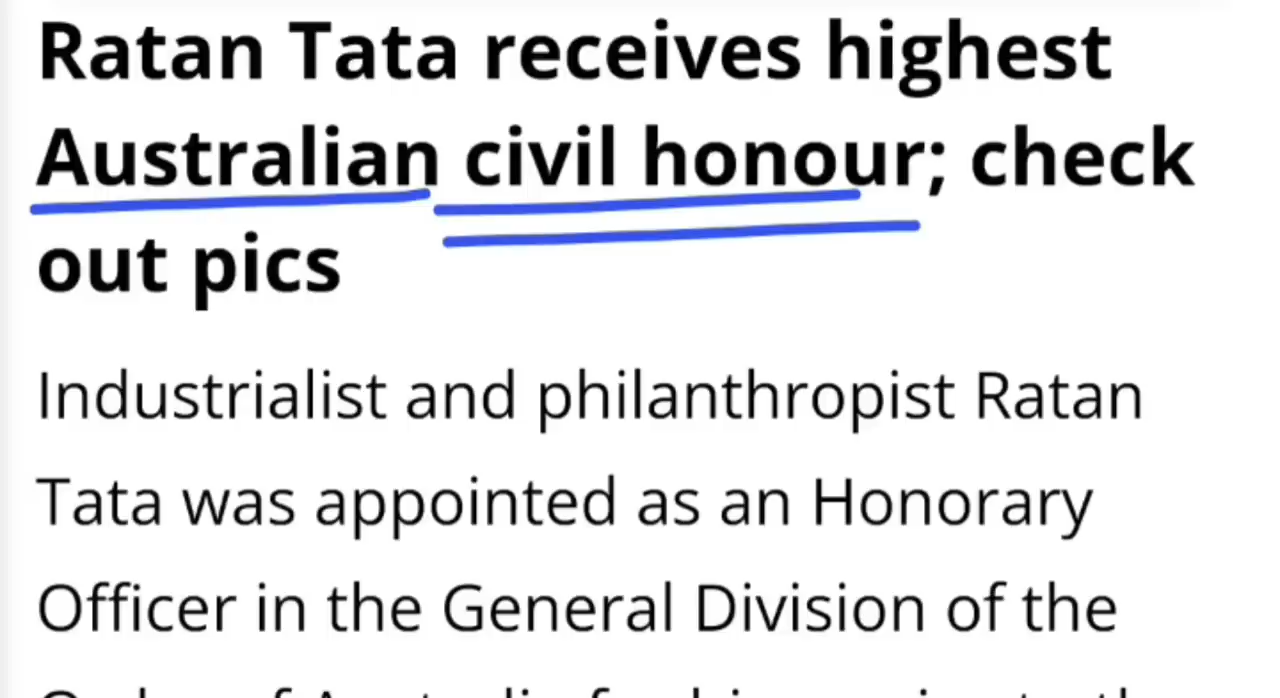 Ratan Tata receives highest
Australian civil honour; check
out pics
Industrialist and philanthropist Ratan
Tata was appointed as an Honorary
Officer in the General Division of the